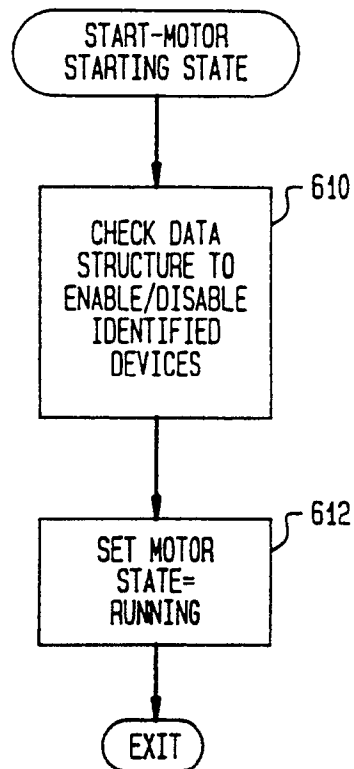 START-MOTOR
STARTING STATE
610
CHECK DATA
STRUCTURE TO
ENABLE/DISABLE
IDENTIFIED
DEVICES
612
SET MOTOR
STATE=
RUNNING
EXIT